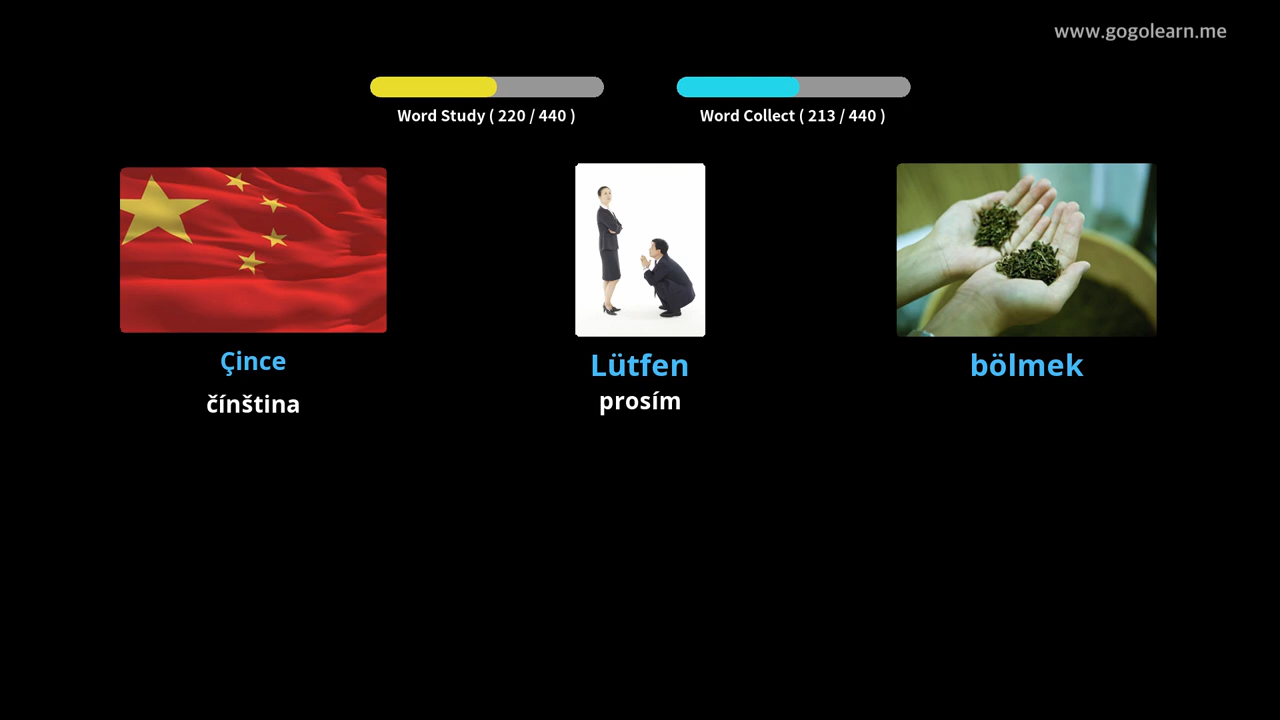 www.gogolearn.me
Word Study ( 220 / 440 )
Word Collect ( 213 / 440 )
Çince
čínština
Lütfen
prosím
bölmek